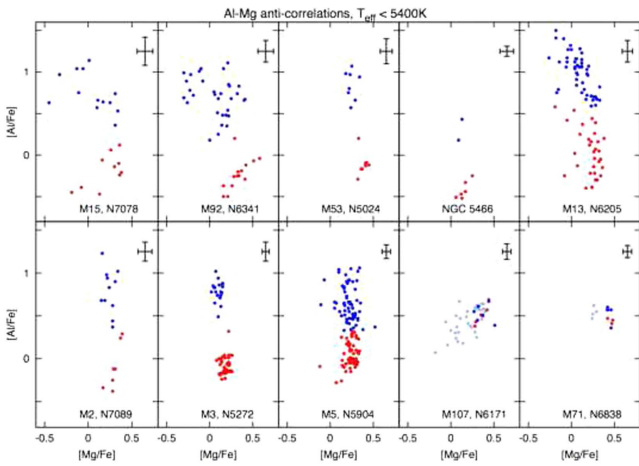 Al-Mg anti-correlations, T_eff < 5400K
[Al/Fe]
1
0
M15, N7078
M92, N6341
M53, N5024
NGC 5466
M13, N6205
[Al/Fe]
1
0
M2, N7089
M3, N5272
M5, N5904
M107, N6171
M71, N6838
-0.5 0 0.5 -0.5 0 0.5 -0.5 0 0.5 -0.5 0 0.5 -0.5 0 0.5
[Mg/Fe] [Mg/Fe] [Mg/Fe] [Mg/Fe] [Mg/Fe]